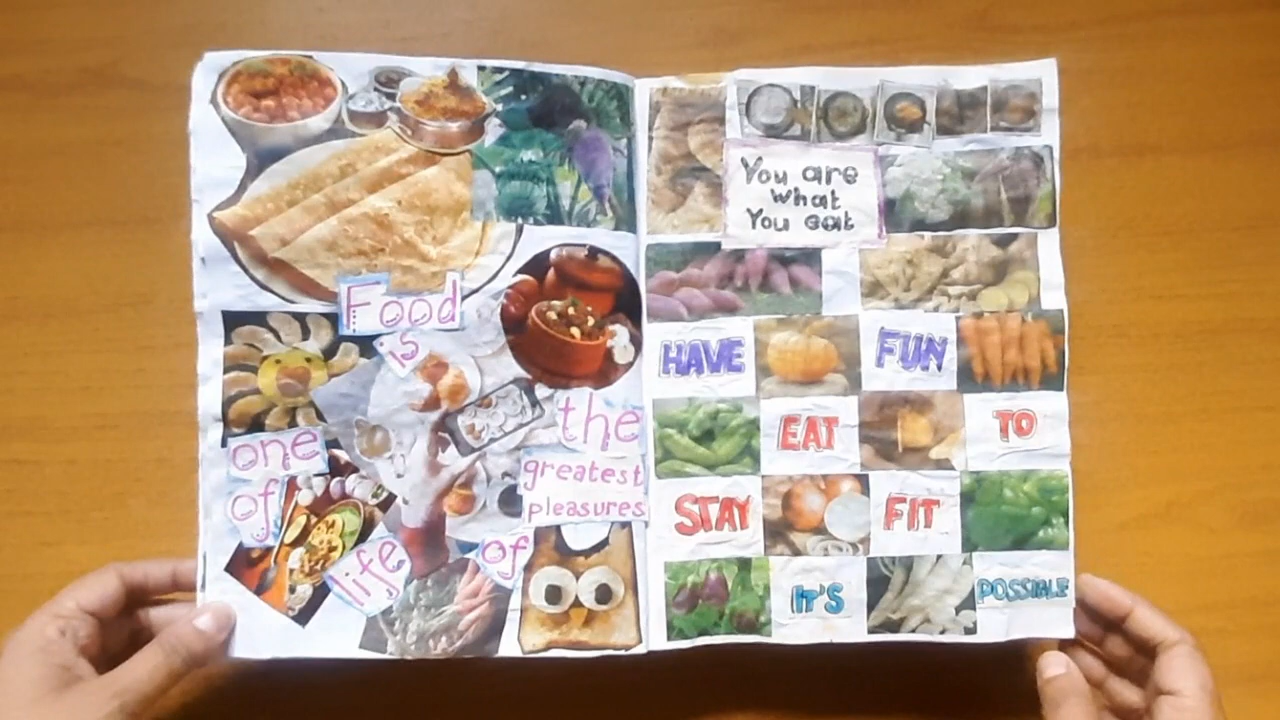 Food
is
one
of
the
greatest
pleasures
of
life
You are
what
You eat
HAVE FUN
EAT TO
STAY FIT
IT'S POSSIBLE